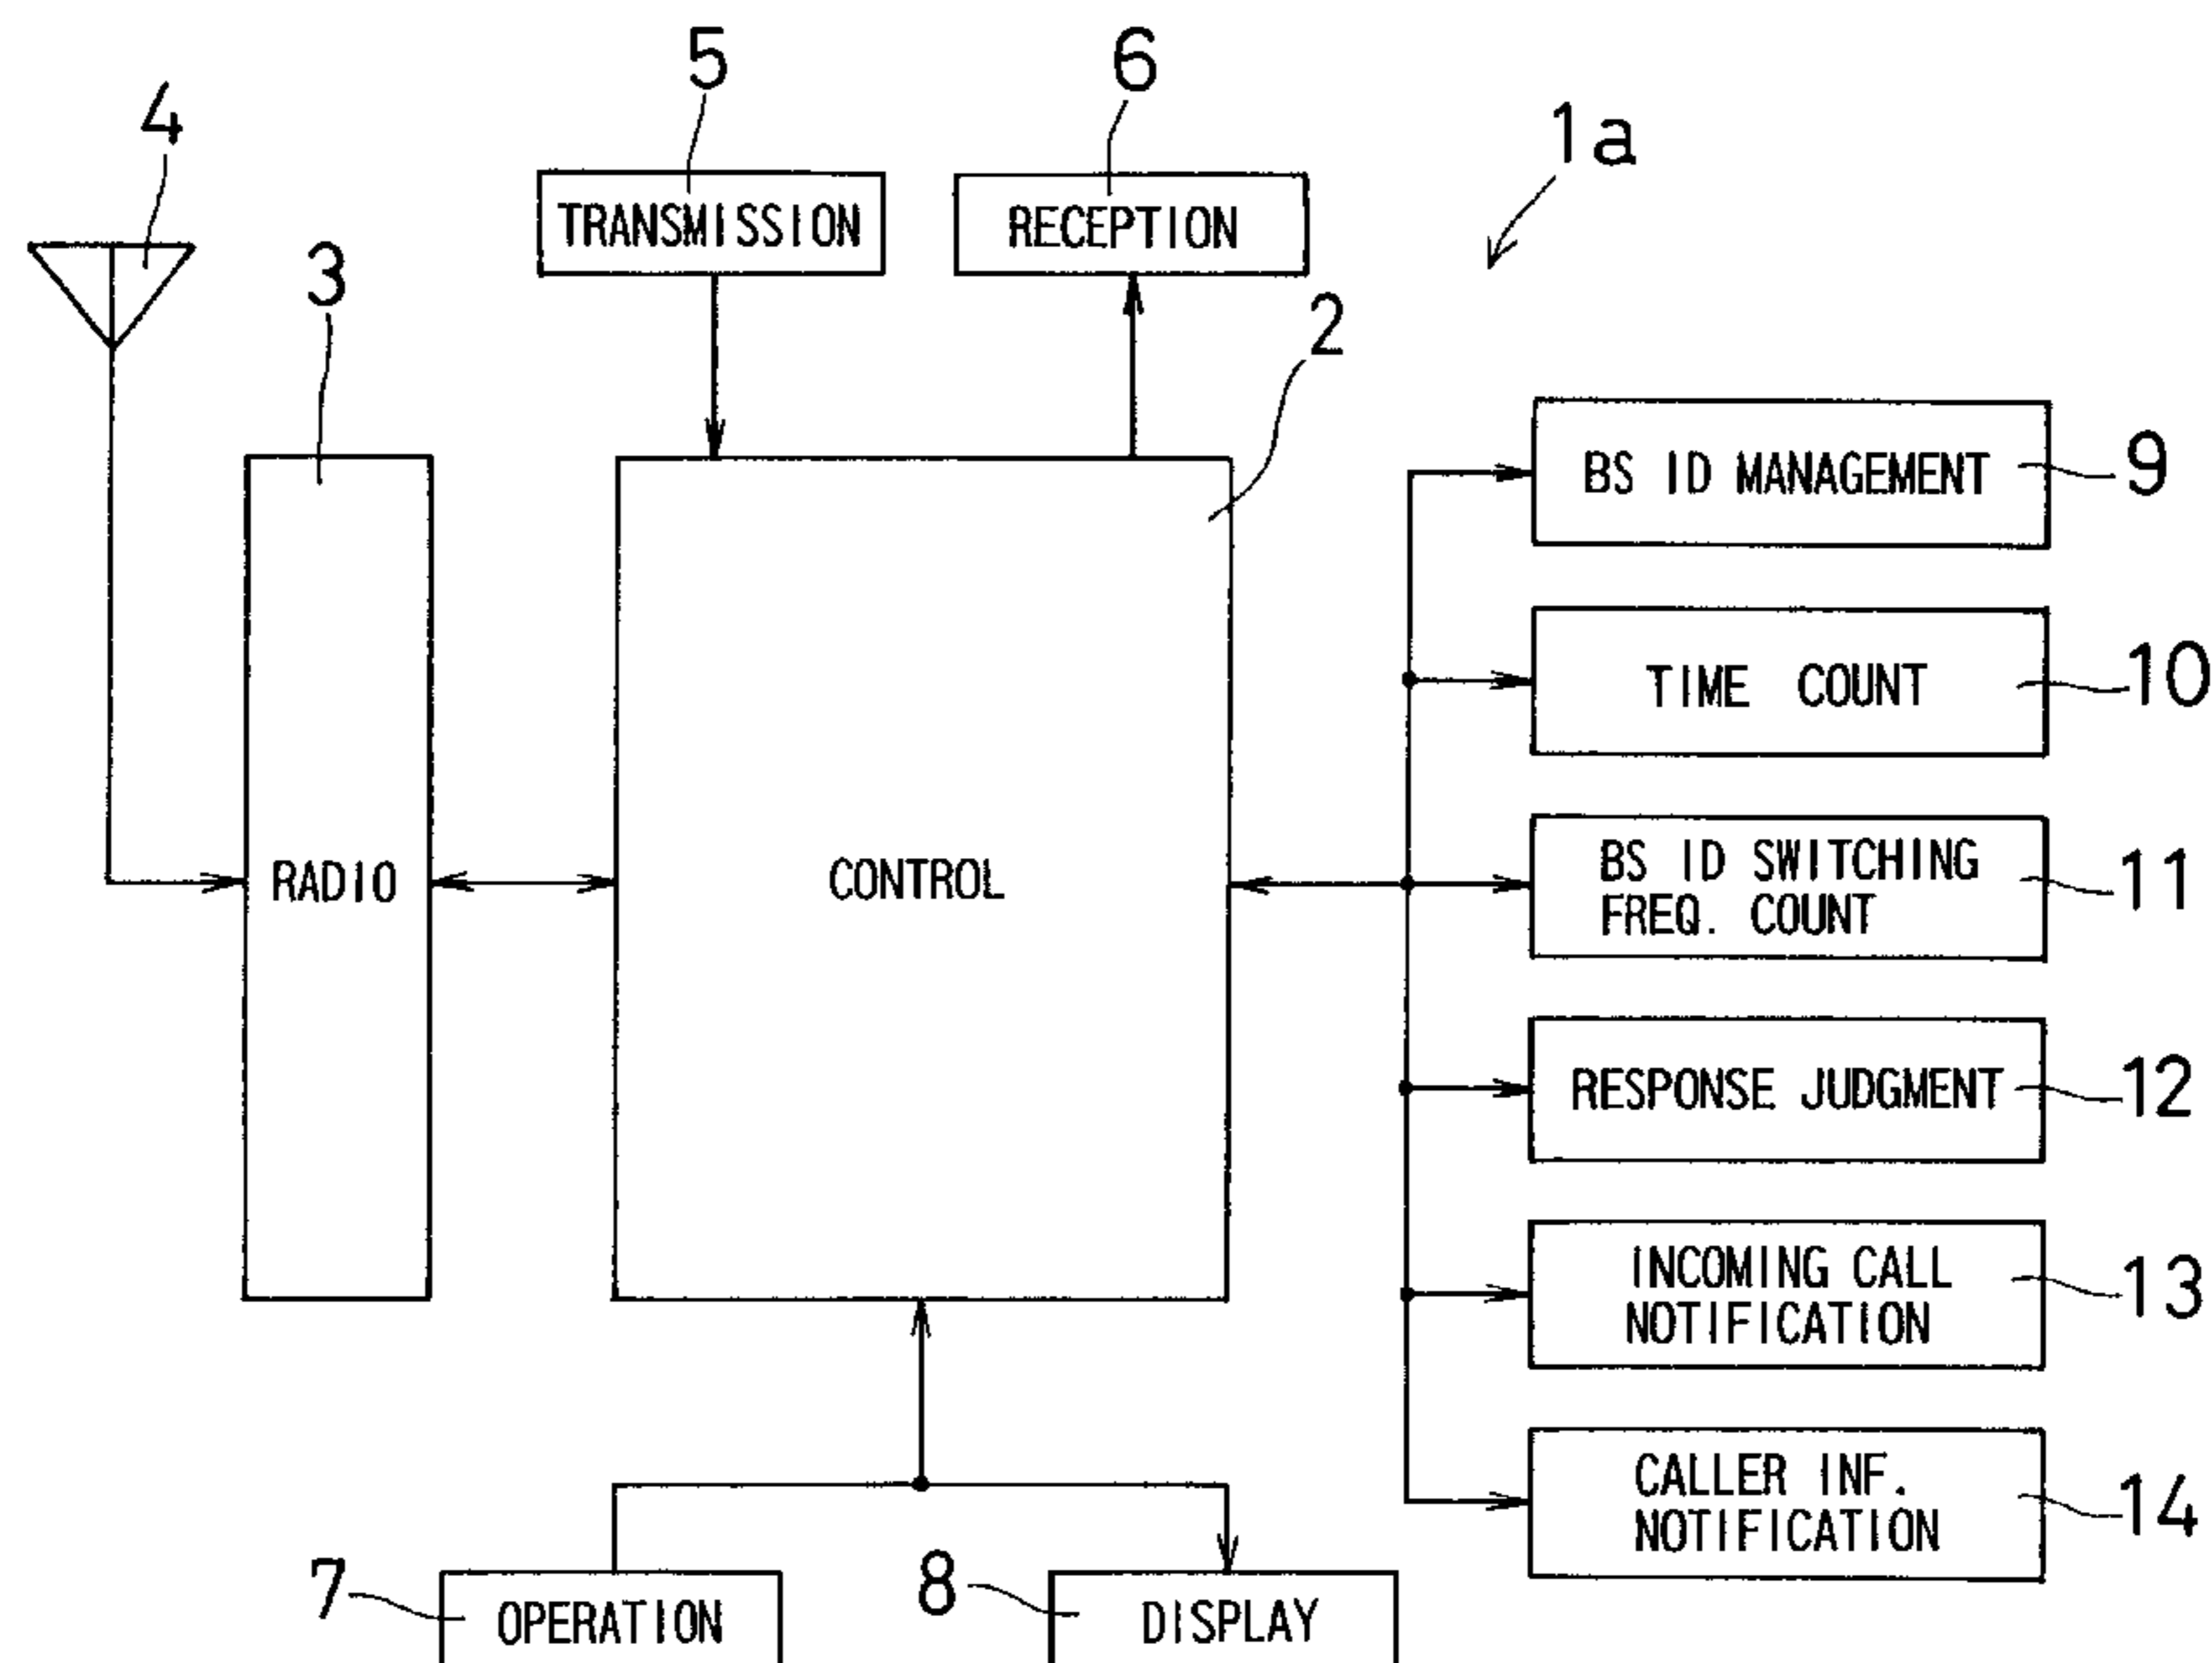 5
6
4
1a
TRANSMISSION
RECEPTION
3
2
BS ID MANAGEMENT
9
TIME COUNT
10
RADIO
CONTROL
BS ID SWITCHING
FREQ. COUNT
11
RESPONSE JUDGMENT
12
INCOMING CALL
NOTIFICATION
13
CALLER INF.
NOTIFICATION
14
7
OPERATION
8
DISPLAY